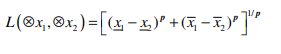 L(⊗x₁,⊗x₂)=[(x̲₁ − x̲₂)ᵖ+(x̅₁ − x̅₂)ᵖ]^{1/p}